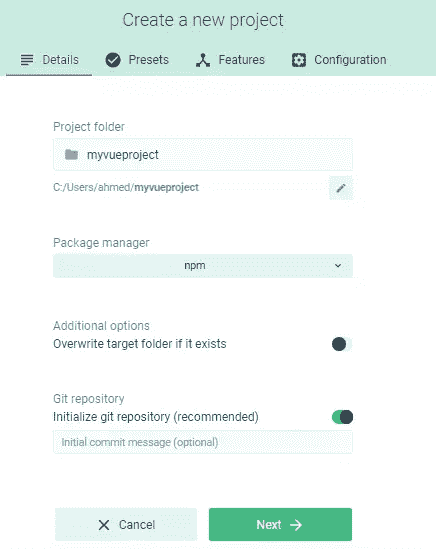 Create a new project
Details Presets Features Configuration
Project folder
myvueproject
C:/Users/ahmed/myvueproject
Package manager
npm
Additional options
Overwrite target folder if it exists
Git repository
Initialize git repository (recommended)
Initial commit message (optional)
Cancel Next